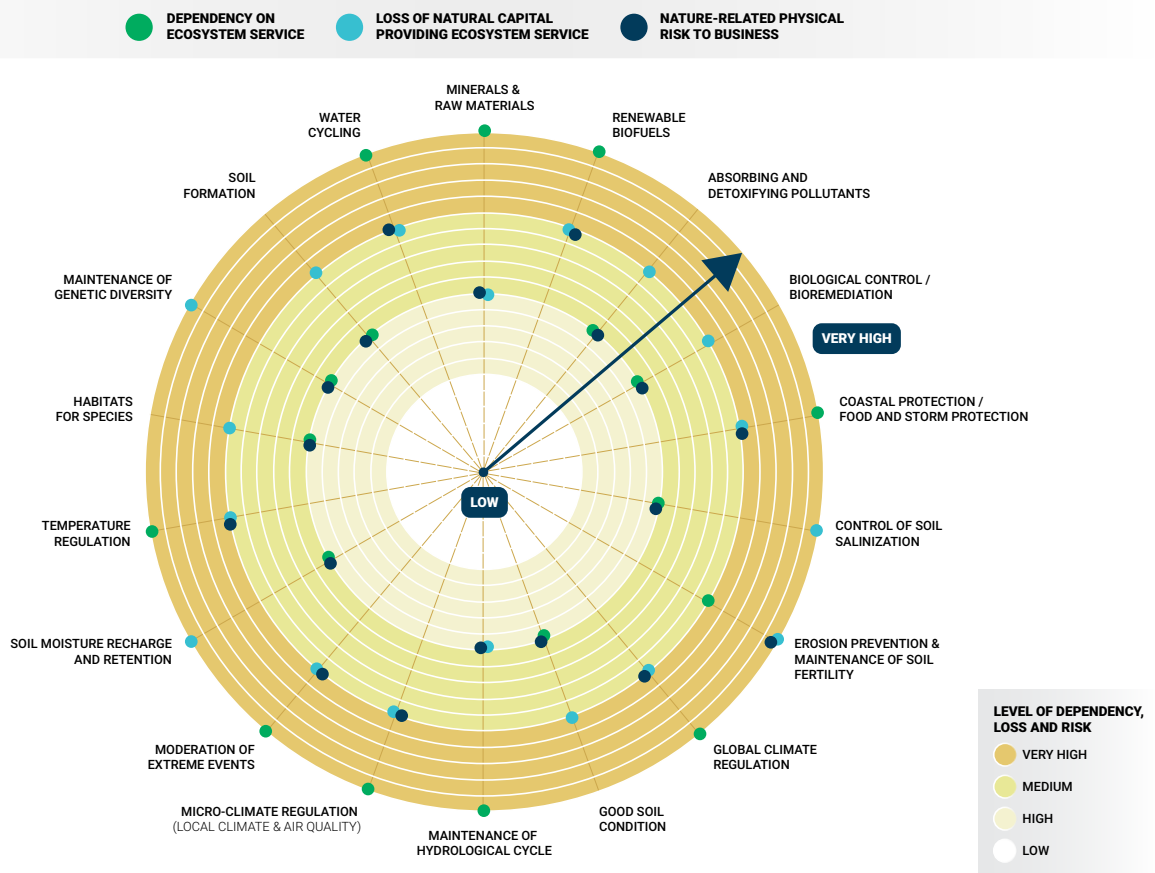 DEPENDENCY ON
ECOSYSTEM SERVICE
LOSS OF NATURAL CAPITAL
PROVIDING ECOSYSTEM SERVICE
NATURE-RELATED PHYSICAL
RISK TO BUSINESS
MINERALS &
RAW MATERIALS
RENEWABLE
BIOFUELS
ABSORBING AND
DETOXIFYING POLLUTANTS
BIOLOGICAL CONTROL /
BIOREMEDIATION
VERY HIGH
COASTAL PROTECTION /
FOOD AND STORM PROTECTION
CONTROL OF SOIL
SALINIZATION
EROSION PREVENTION &
MAINTENANCE OF SOIL
FERTILITY
GLOBAL CLIMATE
REGULATION
GOOD SOIL
CONDITION
MAINTENANCE OF
HYDROLOGICAL CYCLE
MICRO-CLIMATE REGULATION
(LOCAL CLIMATE & AIR QUALITY)
MODERATION OF
EXTREME EVENTS
SOIL MOISTURE RECHARGE
AND RETENTION
TEMPERATURE
REGULATION
HABITATS
FOR SPECIES
MAINTENANCE OF
GENETIC DIVERSITY
SOIL
FORMATION
WATER
CYCLING
LOW
LEVEL OF DEPENDENCY,
LOSS AND RISK
VERY HIGH
MEDIUM
HIGH
LOW